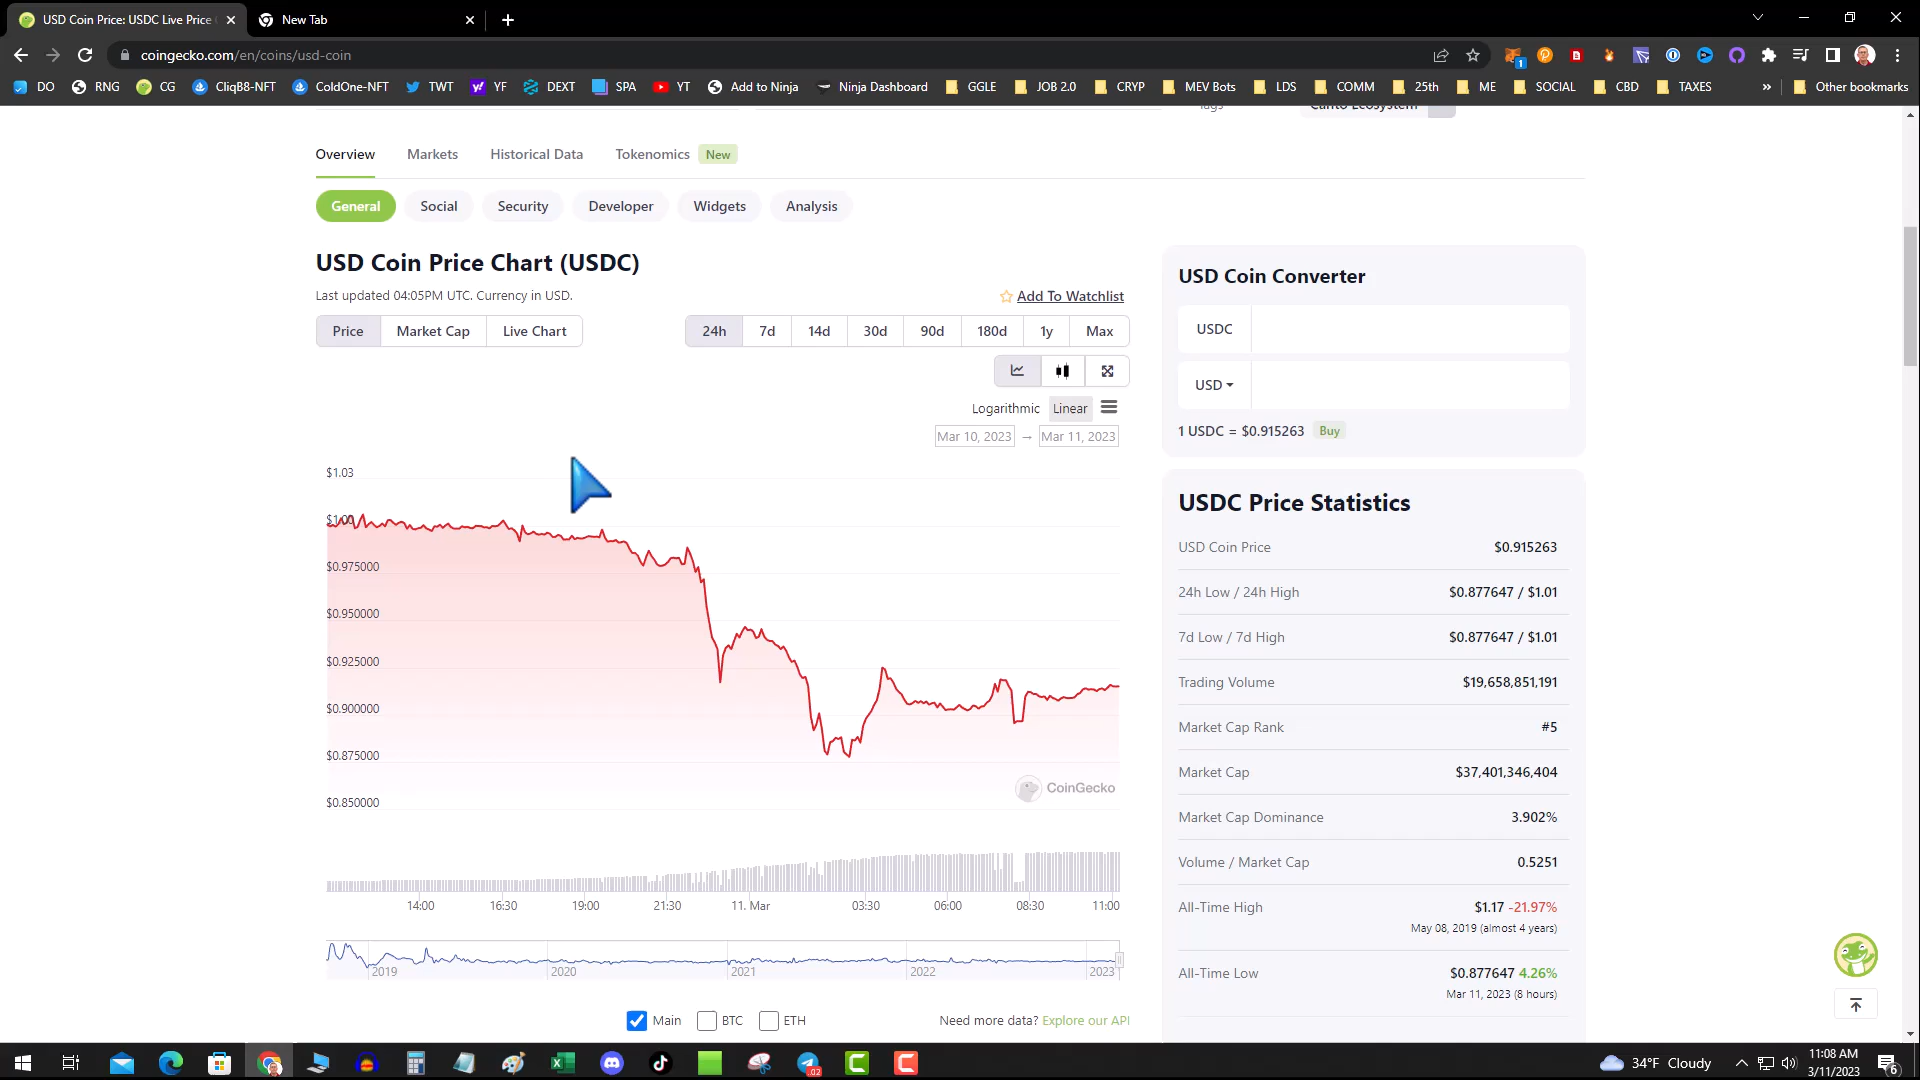 USD Coin Price: USDC Live Price
New Tab
coingecko.com/en/coins/usd-coin
DO RNG CG CliqB8-NFT ColdOne-NFT TWT YF DEXT SPA YT Add to Ninja Ninja Dashboard GGLE JOB 2.0 CRYP MEV Bots LDS COMM 25th ME SOCIAL CBD TAXES » Other bookmarks
1
Tags Canto Ecosystem
Overview Markets Historical Data Tokenomics New
General Social Security Developer Widgets Analysis
USD Coin Price Chart (USDC)
Last updated 04:05PM UTC. Currency in USD.
Add To Watchlist
Price Market Cap Live Chart
24h 7d 14d 30d 90d 180d 1y Max
Logarithmic Linear
Mar 10, 2023 → Mar 11, 2023
$1.03
$1.00
$0.975000
$0.950000
$0.925000
$0.900000
$0.875000
$0.850000
CoinGecko
14:00 16:30 19:00 21:30 11. Mar 03:30 06:00 08:30 11:00
2019 2020 2021 2022 2023
Main BTC ETH
Need more data? Explore our API
USD Coin Converter
USDC
USD
1 USDC = $0.915263 Buy
USDC Price Statistics
USD Coin Price $0.915263
24h Low / 24h High $0.877647 / $1.01
7d Low / 7d High $0.877647 / $1.01
Trading Volume $19,658,851,191
Market Cap Rank #5
Market Cap $37,401,346,404
Market Cap Dominance 3.902%
Volume / Market Cap 0.5251
All-Time High $1.17 -21.97%
May 08, 2019 (almost 4 years)
All-Time Low $0.877647 4.26%
Mar 11, 2023 (8 hours)
34°F Cloudy
11:08 AM
3/11/2023
6